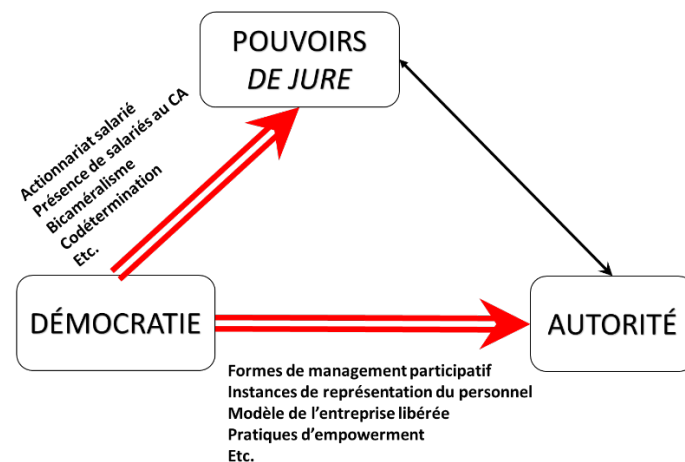 POUVOIRS
DE JURE
Actionnariat salarié
Présence de salariés au CA
Bicaméralisme
Codétermination
Etc.
DÉMOCRATIE
AUTORITÉ
Formes de management participatif
Instances de représentation du personnel
Modèle de l'entreprise libérée
Pratiques d'empowerment
Etc.